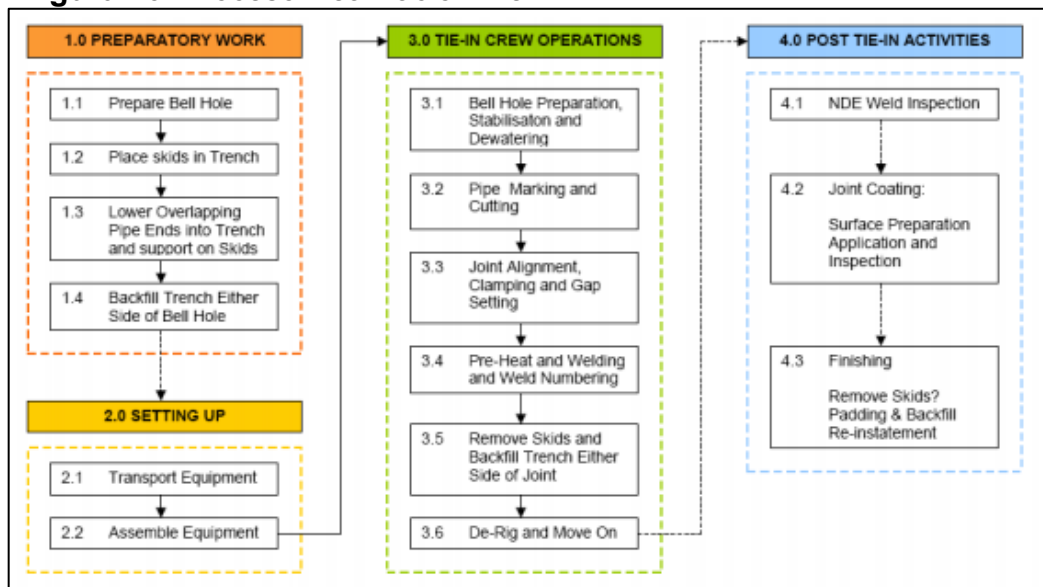 1.0 PREPARATORY WORK
1.1 Prepare Bell Hole
1.2 Place skids in Trench
1.3 Lower Overlapping
Pipe Ends into Trench
and support on Skids
1.4 Backfill Trench Either
Side of Bell Hole
2.0 SETTING UP
2.1 Transport Equipment
2.2 Assemble Equipment
3.0 TIE-IN CREW OPERATIONS
3.1 Bell Hole Preparation,
Stabilisaton and
Dewatering
3.2 Pipe Marking and
Cutting
3.3 Joint Alignment,
Clamping and Gap
Setting
3.4 Pre-Heat and Welding
and Weld Numbering
3.5 Remove Skids and
Backfill Trench Either
Side of Joint
3.6 De-Rig and Move On
4.0 POST TIE-IN ACTIVITIES
4.1 NDE Weld Inspection
4.2 Joint Coating:
Surface Preparation
Application and
Inspection
4.3 Finishing
Remove Skids?
Padding & Backfill
Re-instatement